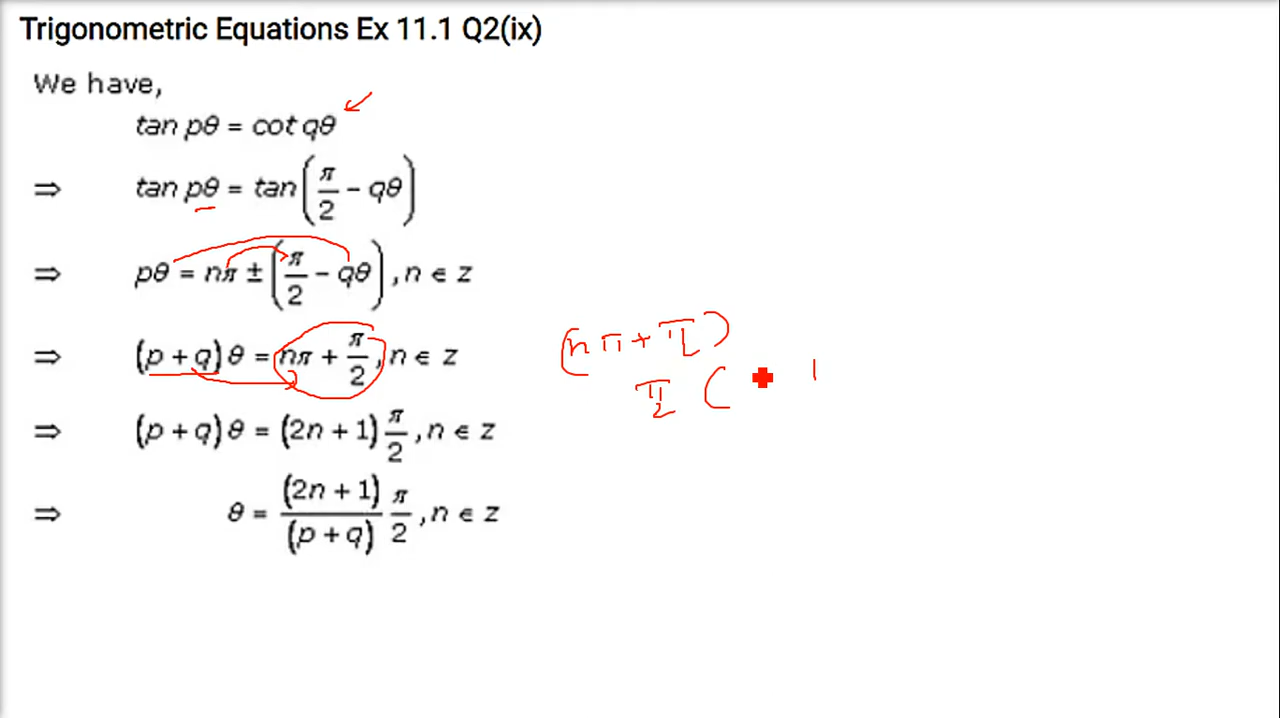 Trigonometric Equations Ex 11.1 Q2(ix)
We have,
tan pθ = cot qθ
⇒ tan pθ = tan(π/2 − qθ)
⇒ pθ = nπ ± (π/2 − qθ), n ∈ z
⇒ (p + q)θ = nπ + π/2, n ∈ z
(nπ + π/2)
π/2 ( 1
⇒ (p + q)θ = (2n + 1) π/2, n ∈ z
⇒ θ = (2n + 1)/(p + q) π/2, n ∈ z